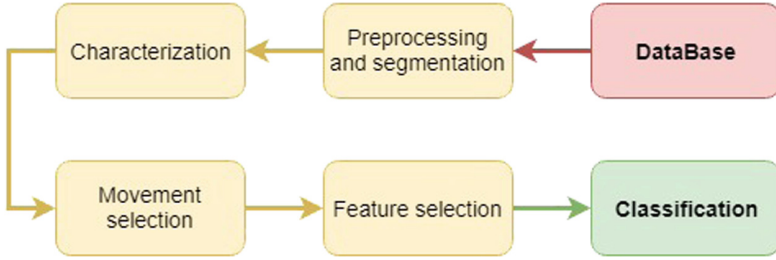 Characterization
Preprocessing
and segmentation
DataBase
Movement
selection
Feature selection
Classification